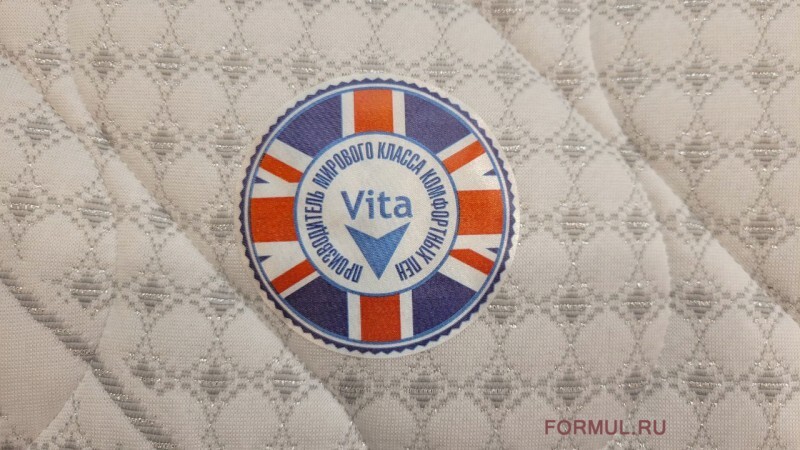 ПРОИЗВОДИТЕЛЬ МИРОВОГО КЛАССА КОМФОРТНЫХ ПЕН
Vita
FORMUL.RU